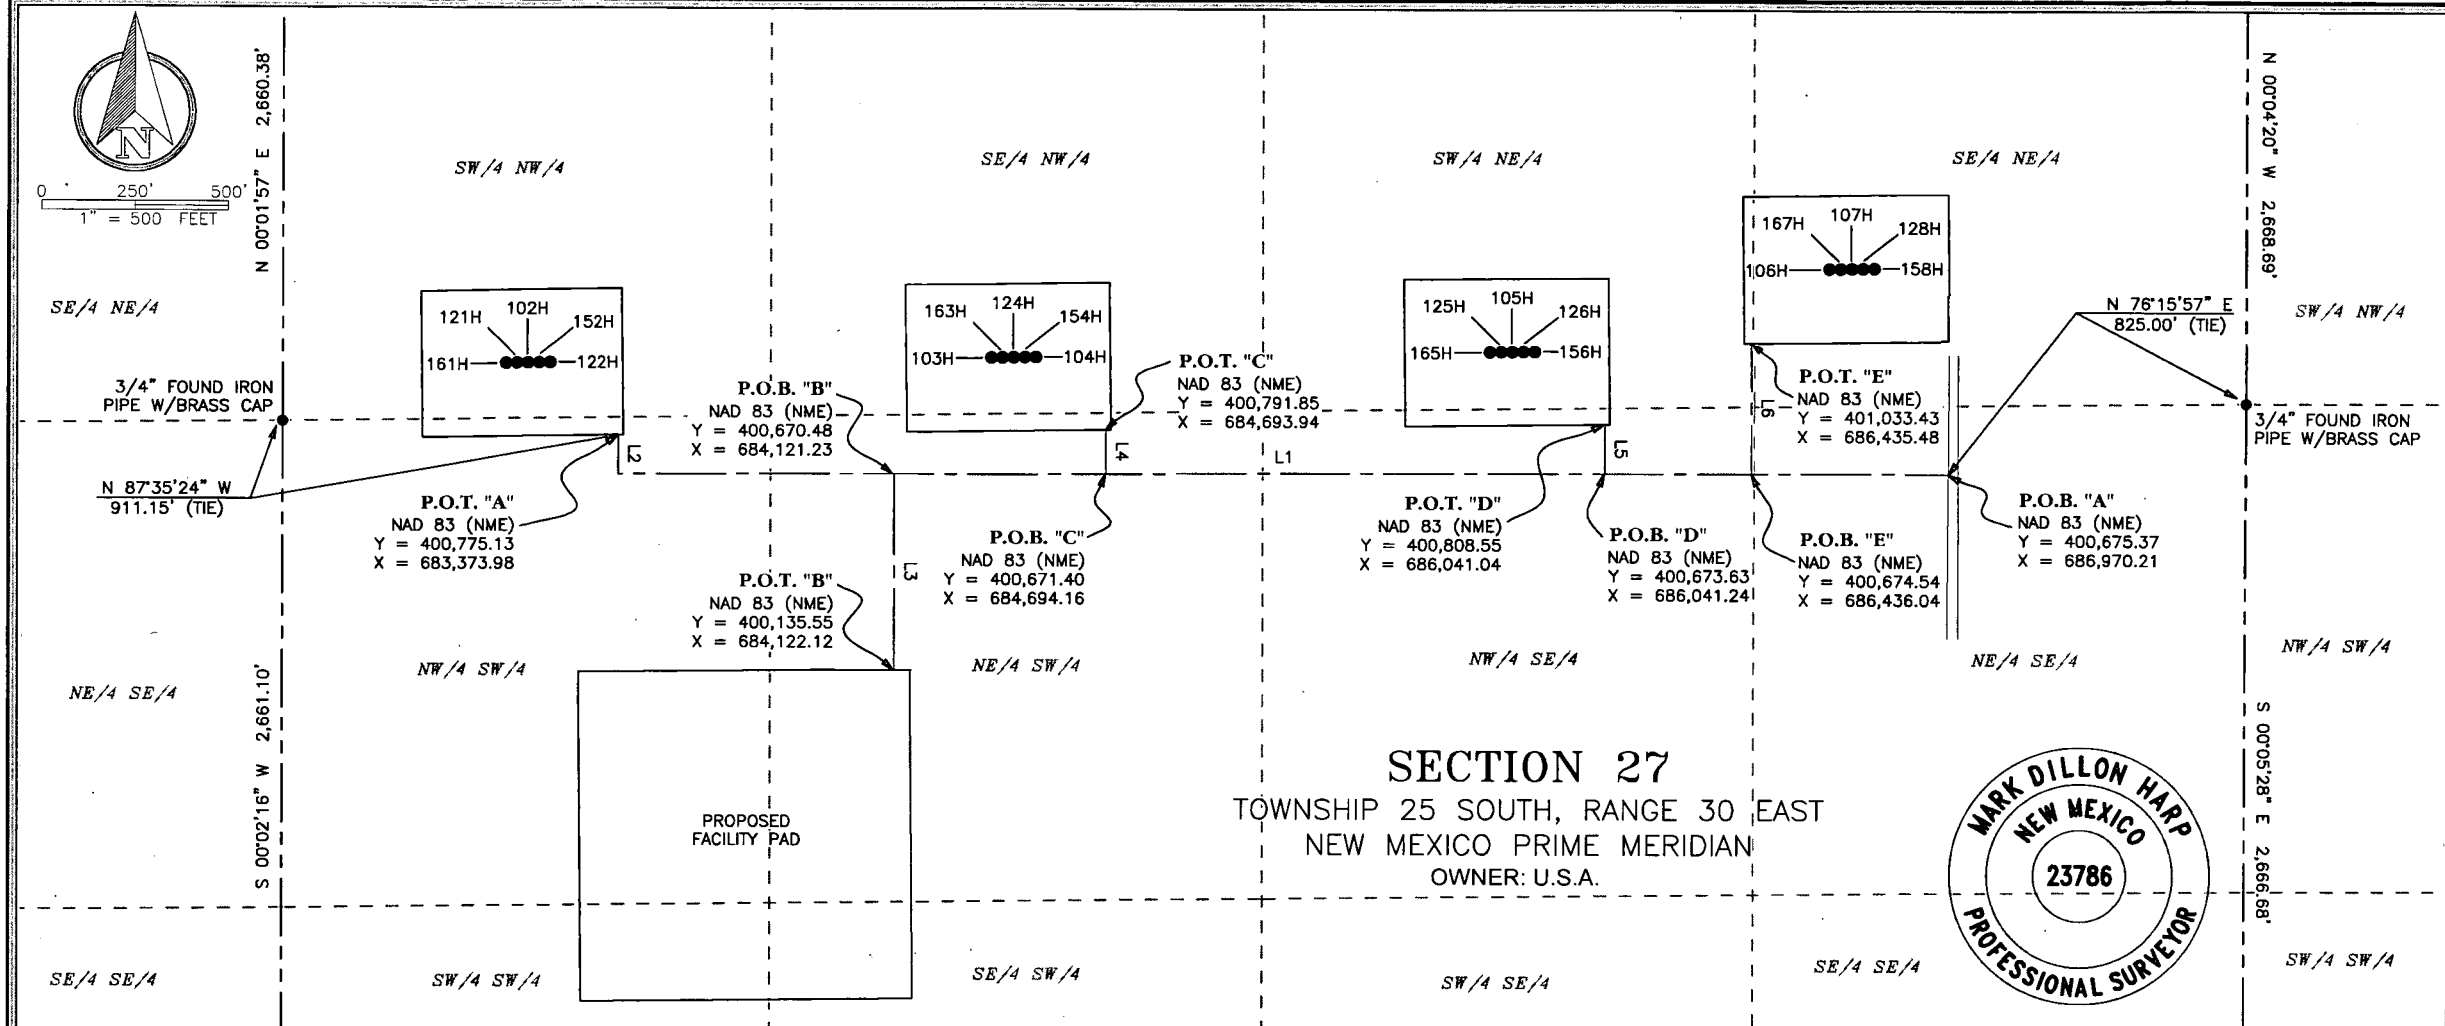 N
0 250' 500'
1" = 500 FEET
N 00°01'57" E 2,660.38'
S 00°02'16" W 2,661.10'
N 00°04'20" W 2,668.69'
S 00°05'28" E 2,666.68'
SW/4 NW/4
SE/4 NW/4
SW/4 NE/4
SE/4 NE/4
SE/4 NE/4
SW/4 NW/4
121H
102H
152H
161H
122H
163H
124H
154H
103H
104H
125H
105H
126H
165H
156H
167H
107H
128H
106H
158H
3/4" FOUND IRON
PIPE W/BRASS CAP
N 87°35'24" W
911.15' (TIE)
N 76°15'57" E
825.00' (TIE)
3/4" FOUND IRON
PIPE W/BRASS CAP
P.O.B. "B"
NAD 83 (NME)
Y = 400,670.48
X = 684,121.23
P.O.T. "C"
NAD 83 (NME)
Y = 400,791.85
X = 684,693.94
P.O.T. "E"
NAD 83 (NME)
Y = 401,033.43
X = 686,435.48
L1
L2
L3
L4
L5
L6
P.O.T. "A"
NAD 83 (NME)
Y = 400,775.13
X = 683,373.98
P.O.T. "B"
NAD 83 (NME)
Y = 400,135.55
X = 684,122.12
P.O.B. "C"
NAD 83 (NME)
Y = 400,671.40
X = 684,694.16
P.O.T. "D"
NAD 83 (NME)
Y = 400,808.55
X = 686,041.04
P.O.B. "D"
NAD 83 (NME)
Y = 400,673.63
X = 686,041.24
P.O.B. "E"
NAD 83 (NME)
Y = 400,674.54
X = 686,436.04
P.O.B. "A"
NAD 83 (NME)
Y = 400,675.37
X = 686,970.21
NE/4 SE/4
NW/4 SW/4
NE/4 SW/4
NW/4 SE/4
NE/4 SE/4
NW/4 SW/4
PROPOSED
FACILITY PAD
SECTION 27
TOWNSHIP 25 SOUTH, RANGE 30 EAST
NEW MEXICO PRIME MERIDIAN
OWNER: U.S.A.
MARK DILLON HARP
NEW MEXICO
23786
PROFESSIONAL SURVEYOR
SE/4 SE/4
SW/4 SW/4
SE/4 SW/4
SW/4 SE/4
SE/4 SE/4
SW/4 SW/4